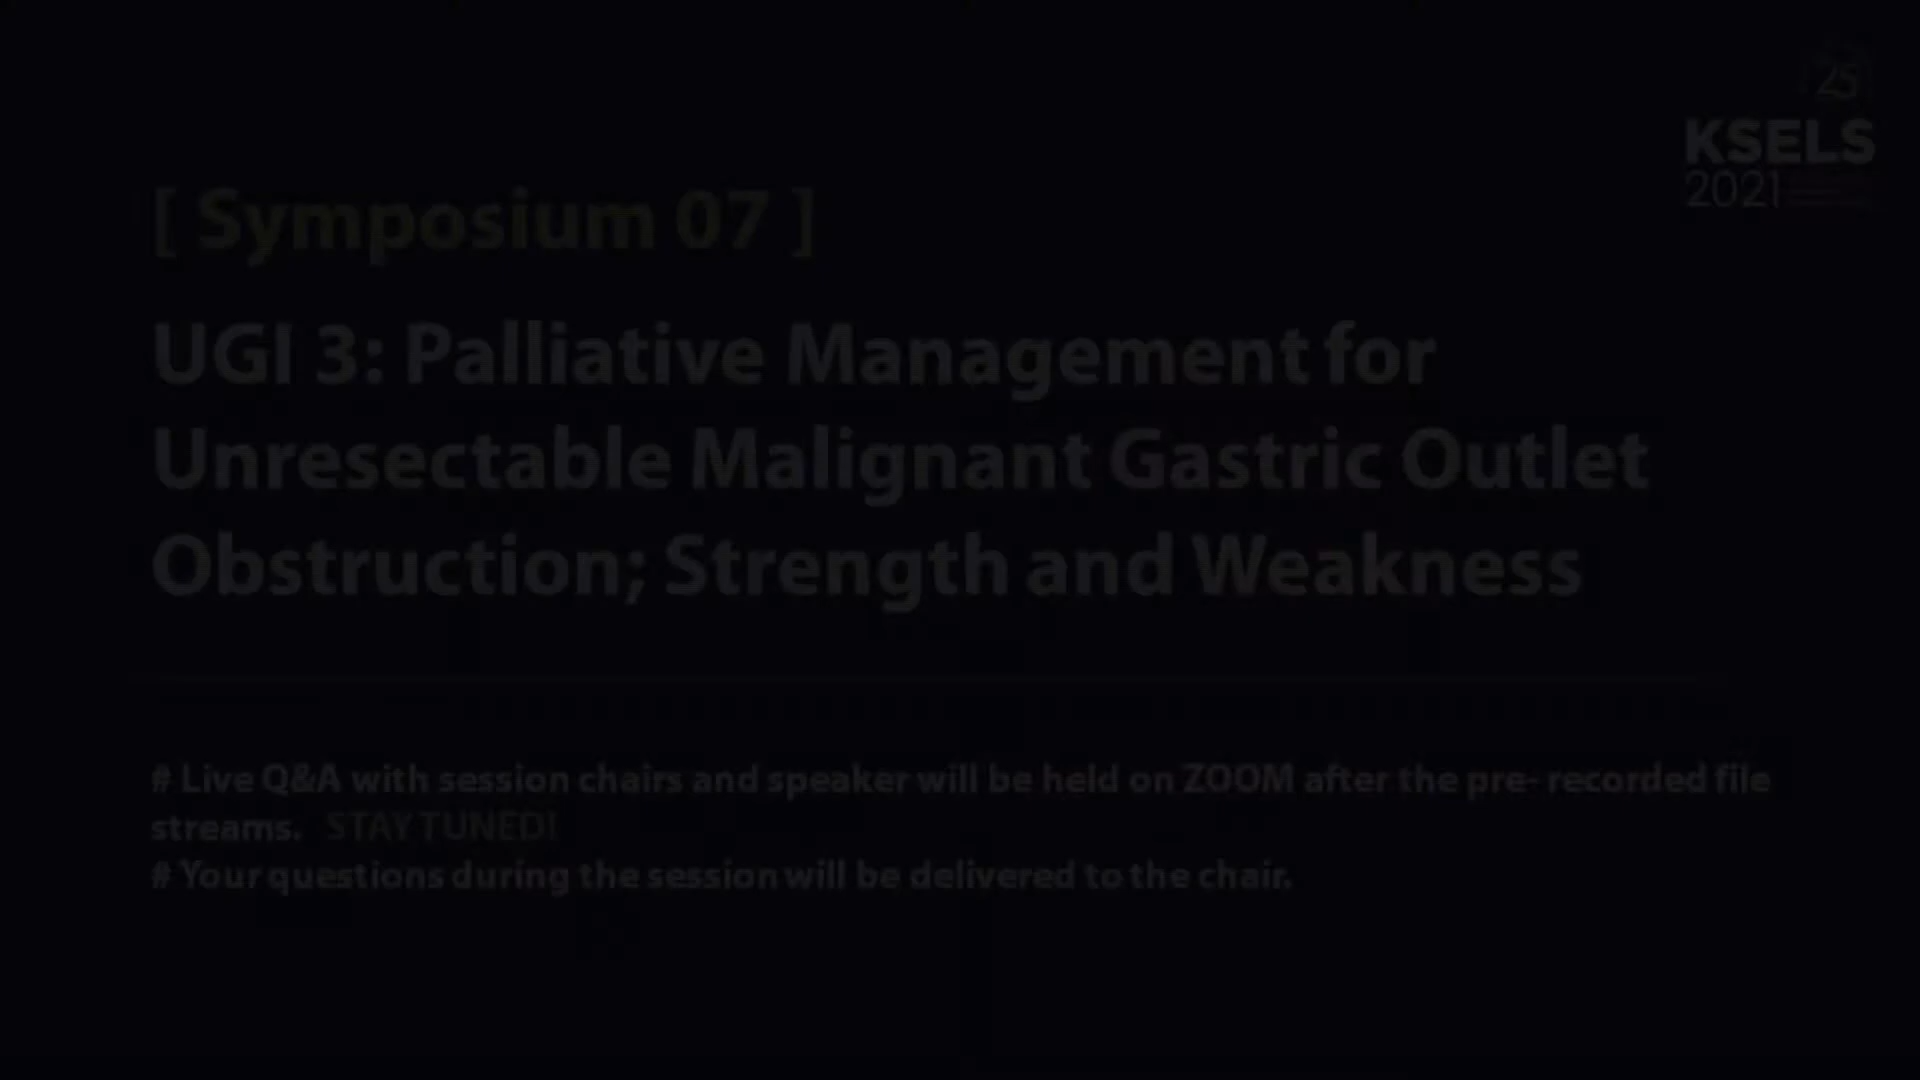 25
KSELS
2021
[ Symposium 07 ]
UGI 3: Palliative Management for
Unresectable Malignant Gastric Outlet
Obstruction; Strength and Weakness
# Live Q&A with session chairs and speaker will be held on ZOOM after the pre- recorded file
streams. STAY TUNED!
# Your questions during the session will be delivered to the chair.